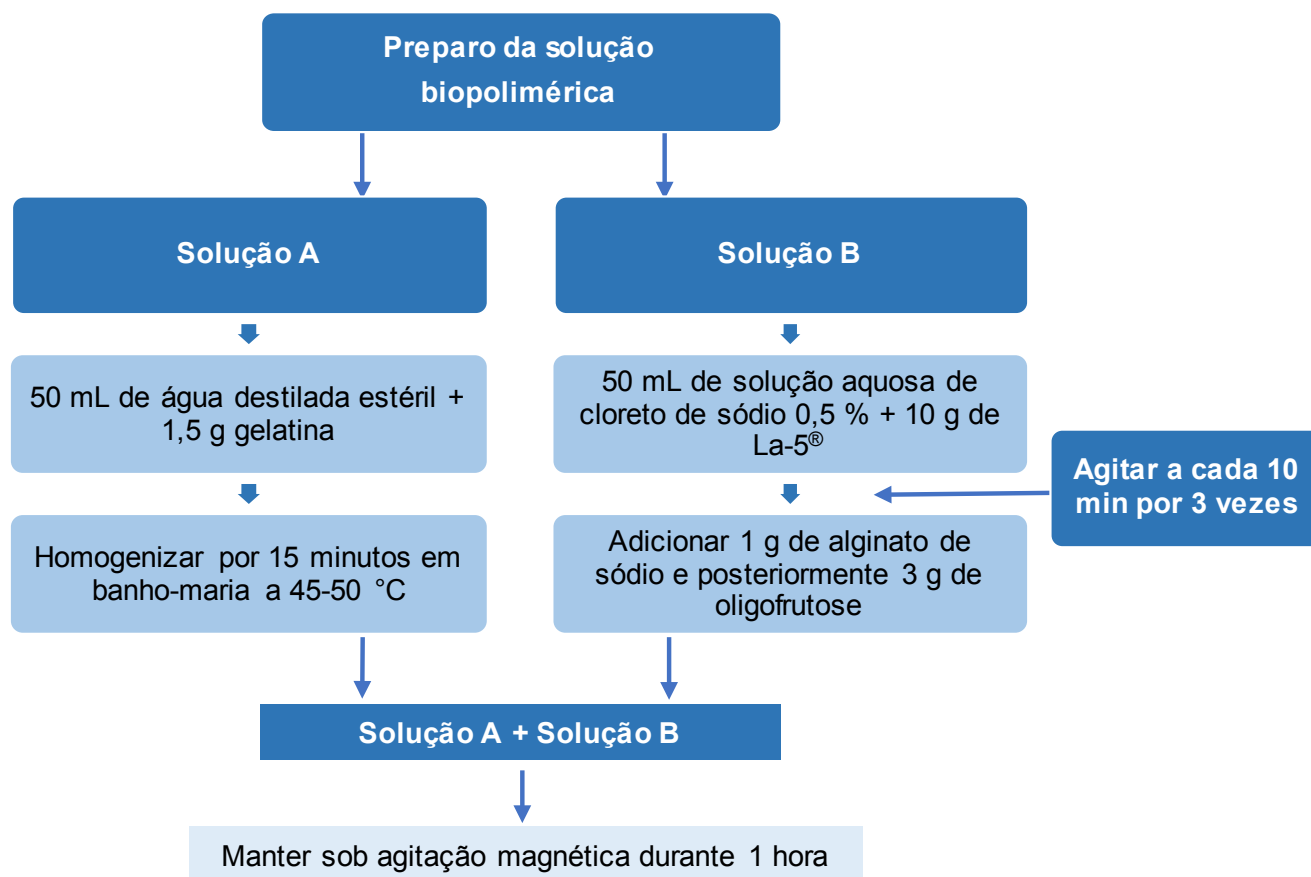 Preparo da solução
biopolimérica
Solução A
Solução B
50 mL de água destilada estéril +
1,5 g gelatina
50 mL de solução aquosa de
cloreto de sódio 0,5 % + 10 g de
La-5®
Agitar a cada 10
min por 3 vezes
Homogenizar por 15 minutos em
banho-maria a 45-50 °C
Adicionar 1 g de alginato de
sódio e posteriormente 3 g de
oligofrutose
Solução A + Solução B
Manter sob agitação magnética durante 1 hora